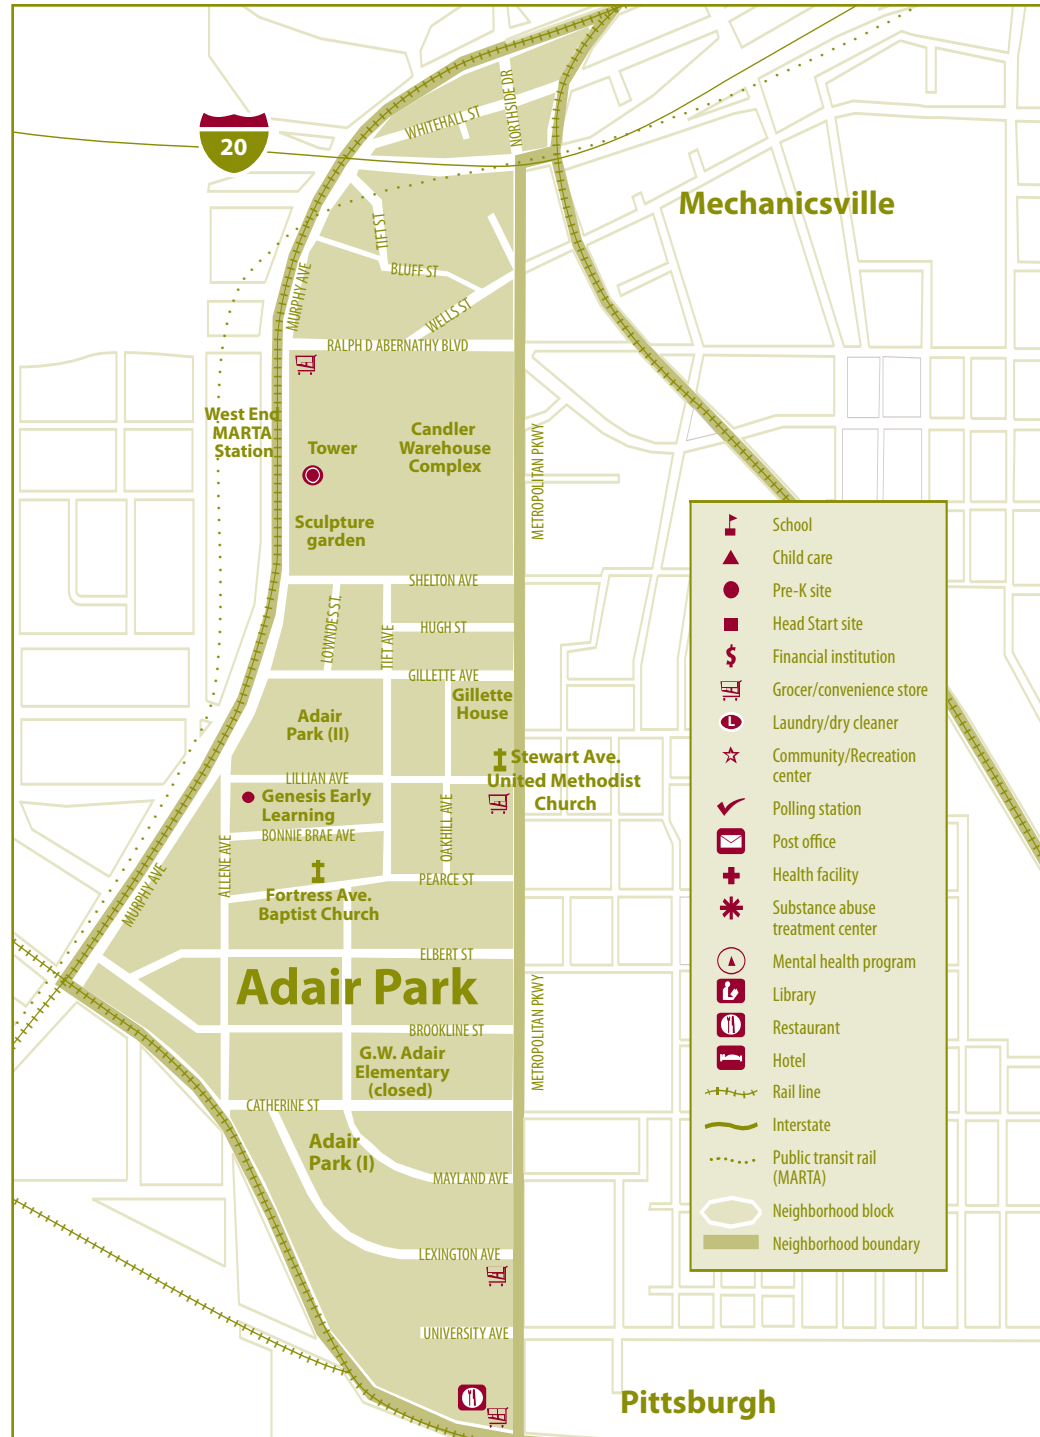 WHITEHALL ST
NORTHSIDE DR
20
Mechanicsville
TIFT ST
BLUFF ST
MURPHY AVE
WELLS ST
RALPH D ABERNATHY BLVD
West End
MARTA
Station
Tower
Candler
Warehouse
Complex
METROPOLITAN PKWY
Sculpture
garden
SHELTON AVE
LOWNDES ST.
TIFT AVE
HUGH ST
GILLETTE AVE
Gillette
House
Adair
Park (II)
Stewart Ave.
United Methodist
Church
LILLIAN AVE
Genesis Early
Learning
BONNIE BRAE AVE
OAKHILL AVE
ALLENE AVE
MURPHY AVE
PEARCE ST
Fortress Ave.
Baptist Church
ELBERT ST
Adair Park
METROPOLITAN PKWY
BROOKLINE ST
G.W. Adair
Elementary
(closed)
CATHERINE ST
Adair
Park (I)
MAYLAND AVE
LEXINGTON AVE
UNIVERSITY AVE
Pittsburgh
School
Child care
Pre-K site
Head Start site
$ Financial institution
Grocer/convenience store
L Laundry/dry cleaner
Community/Recreation
center
Polling station
Post office
Health facility
Substance abuse
treatment center
Mental health program
Library
Restaurant
Hotel
Rail line
Interstate
Public transit rail
(MARTA)
Neighborhood block
Neighborhood boundary